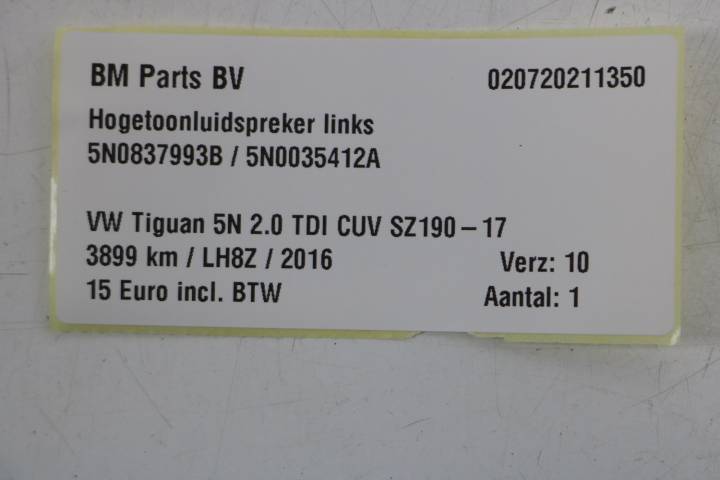 BM Parts BV 020720211350
Hogetoonluidspreker links
5N0837993B / 5N0035412A
VW Tiguan 5N 2.0 TDI CUV SZ190-17
3899 km / LH8Z / 2016 Verz: 10
15 Euro incl. BTW Aantal: 1